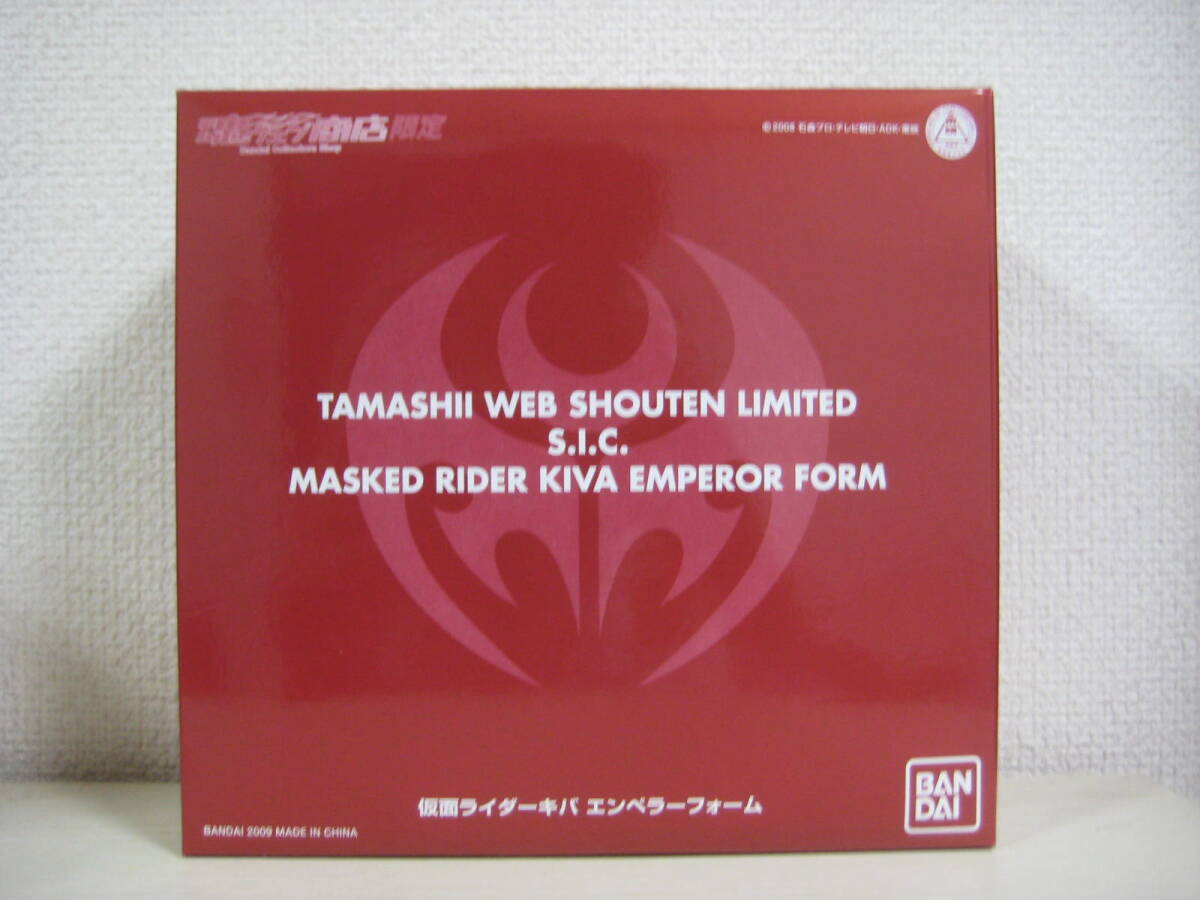 魂ウェブ商店限定
©2008 石森プロ・テレビ朝日・ADK・東映
TAMASHII WEB SHOUTEN LIMITED
S.I.C.
MASKED RIDER KIVA EMPEROR FORM
仮面ライダーキバ エンペラーフォーム
BANDAI 2009 MADE IN CHINA
BAN
DAI